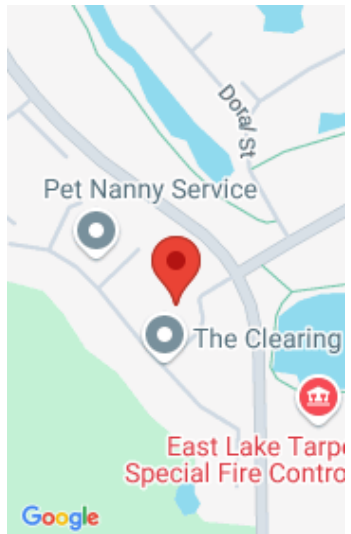 Doral St
Pet Nanny Service
The Clearing
East Lake Tarpo
Special Fire Contro
Google